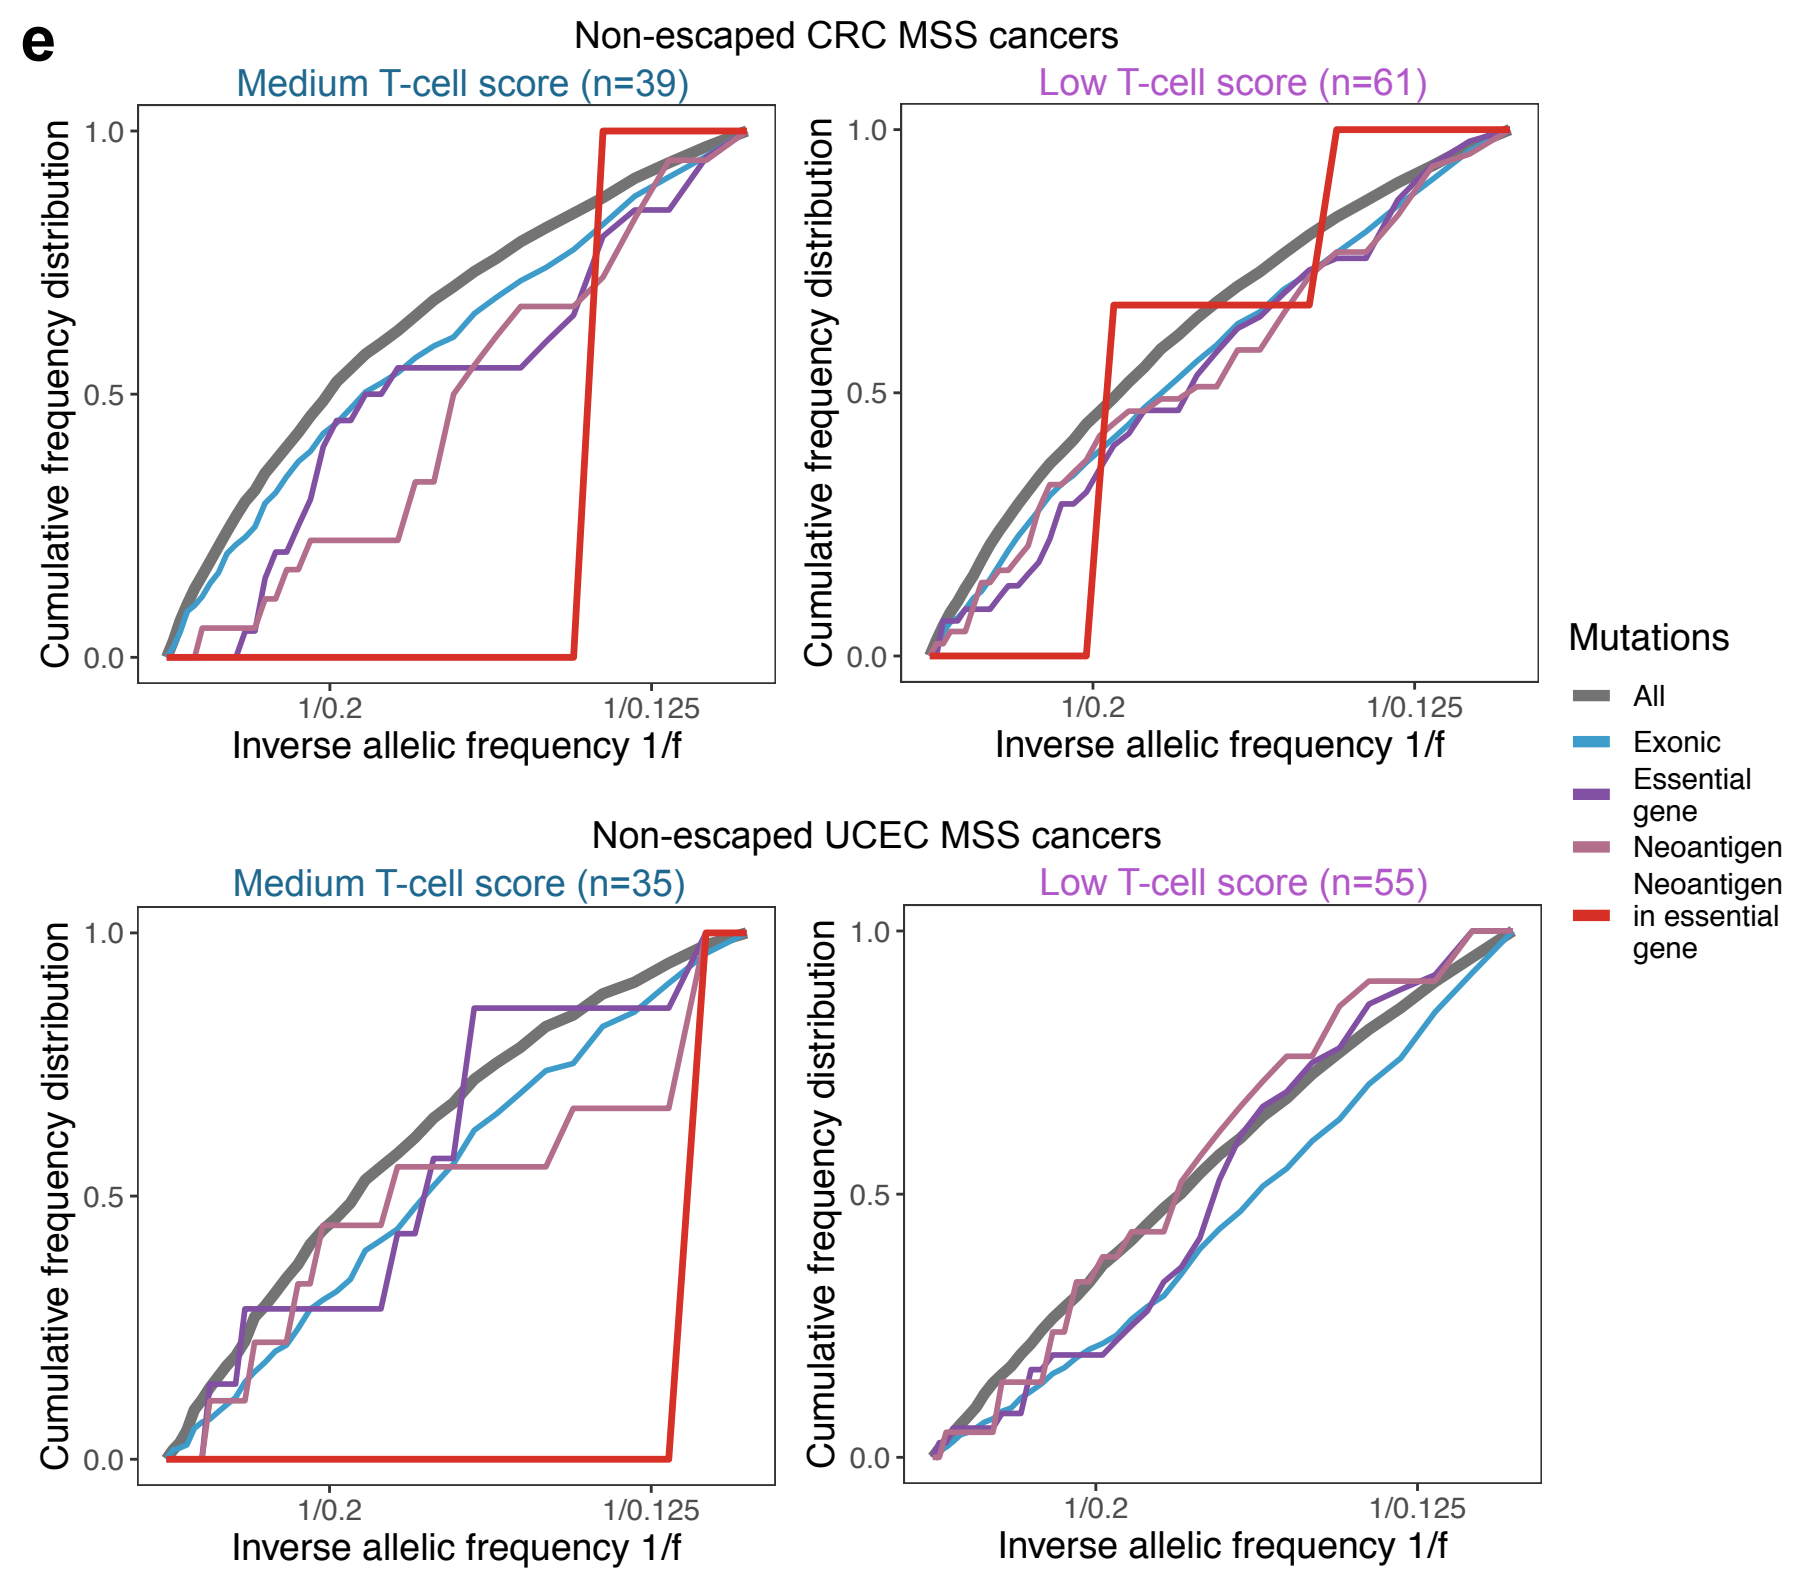 e
Non-escaped CRC MSS cancers
Medium T-cell score (n=39)
Low T-cell score (n=61)
Cumulative frequency distribution
1.0
0.5
0.0
1/0.2
1/0.125
Inverse allelic frequency 1/f
Cumulative frequency distribution
1.0
0.5
0.0
1/0.2
1/0.125
Inverse allelic frequency 1/f
Mutations
All
Exonic
Essential
gene
Neoantigen
Neoantigen
in essential
gene
Non-escaped UCEC MSS cancers
Medium T-cell score (n=35)
Low T-cell score (n=55)
Cumulative frequency distribution
1.0
0.5
0.0
1/0.2
1/0.125
Inverse allelic frequency 1/f
Cumulative frequency distribution
1.0
0.5
0.0
1/0.2
1/0.125
Inverse allelic frequency 1/f